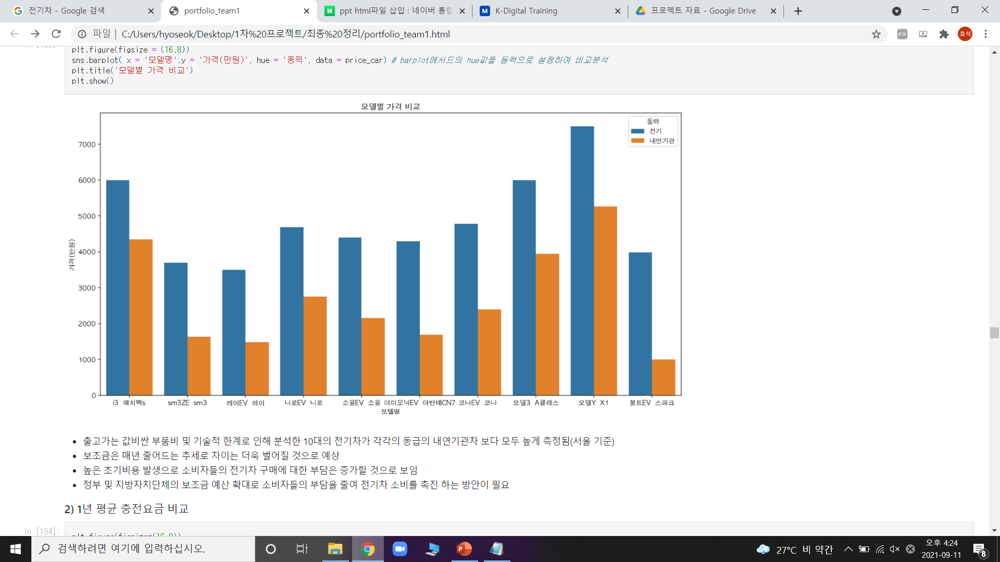 전기차 - Google 검색
portfolio_team1
ppt html파일 삽입 : 네이버 통합
K-Digital Training
프로젝트 자료 - Google Drive
파일 | C:/Users/hyoseok/Desktop/1차%20프로젝트/최종%20정리/portfolio_team1.html
효석
plt.figure(figsize = (16,8))
sns.barplot( x = '모델명',y = '가격(만원)', hue = '동력', data = price_car) # barplot메서드의 hue값을 동력으로 설정하여 비교분석
plt.title('모델별 가격 비교')
plt.show()
모델별 가격 비교
동력
전기
내연기관
7000
6000
5000
4000
3000
2000
1000
0
가격(만원)
i3 해치백s
sm3ZE sm3
레이EV 레이
니로EV 니로
소울EV 소울
아이오닉EV 아반떼CN7
코나EV 코나
모델3 A클래스
모델Y X1
볼트EV 스파크
모델명
출고가는 값비싼 부품비 및 기술적 한계로 인해 분석한 10대의 전기차가 각각의 동급의 내연기관차 보다 모두 높게 측정됨(서울 기준)
보조금은 매년 줄어드는 추세로 차이는 더욱 벌어질 것으로 예상
높은 초기비용 발생으로 소비자들의 전기차 구매에 대한 부담은 증가할 것으로 보임
정부 및 지방자치단체의 보조금 예산 확대로 소비자들의 부담을 줄여 전기차 소비를 촉진 하는 방안이 필요
2) 1년 평균 충전요금 비교
In [194]:
plt.figure(figsize=(16,8))
검색하려면 여기에 입력하십시오.
27°C 비 약간
오후 4:24
2021-09-11
8